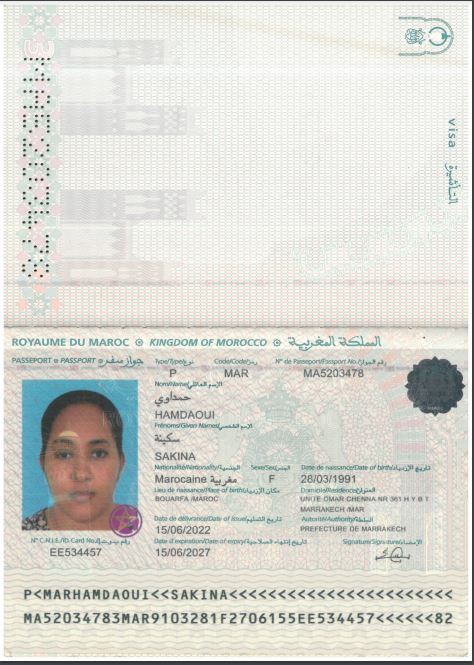 visa التأشيرة
ROYAUME DU MAROC KINGDOM OF MOROCCO المملكة المغربية
PASSEPORT PASSPORT جواز سفر Type/Type/نوع Code/Code/رمز N° de Passeport/Passport No./رقم الجواز
P MAR MA5203478
Nom/Name/الإسم العائلي
حمداوي
HAMDAOUI
Prénoms/Given Names/الإسم الشخصي
سكينة
SAKINA
Nationalité/Nationality/الجنسية Sexe/Sex/الجنس Date de naissance/Date of birth/تاريخ الإزدياد
Marocaine مغربية F 28/03/1991
Lieu de naissance/Place of birth/مكان الإزدياد Domicile/Residence/العنوان
BOUARFA /MAROC UNITE OMAR CHENNA NR 361 H Y B T
MARRAKECH /MAR
Date de délivrance/Date of issue/تاريخ التسليم Autorité/Authority/السلطة
15/06/2022 PREFECTURE DE MARRAKECH
N° C.N.I.E./ID.Card No./رقم ب.و.ت.إ Date d'expiration/Date of expiry/تاريخ إنتهاء الصلاحية Signature/Signature/الإمضاء
EE534457 15/06/2027
P<MARHAMDAOUI<<SAKINA<<<<<<<<<<<<<<<<<<<<<<<
MA52034783MAR9103281F2706155EE534457<<<<<<82